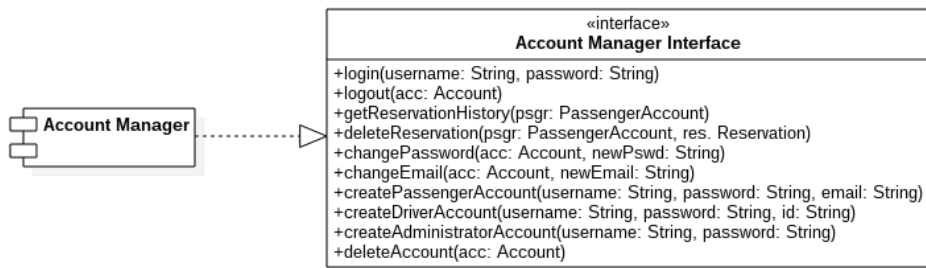 «interface»
Account Manager Interface
Account Manager
+login(username: String, password: String)
+logout(acc: Account)
+getReservationHistory(psgr: PassengerAccount)
+deleteReservation(psgr: PassengerAccount, res. Reservation)
+changePassword(acc: Account, newPswd: String)
+changeEmail(acc: Account, newEmail: String)
+createPassengerAccount(username: String, password: String, email: String)
+createDriverAccount(username: String, password: String, id: String)
+createAdministratorAccount(username: String, password: String)
+deleteAccount(acc: Account)